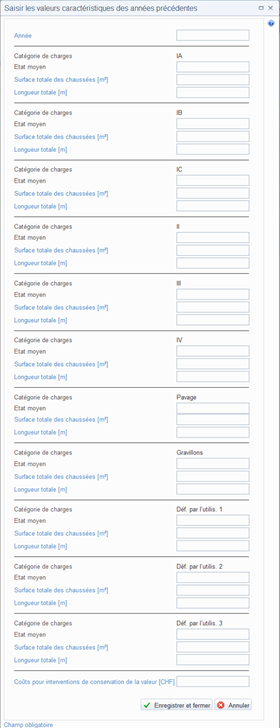 Saisir les valeurs caractéristiques des années précédentes
Année
Catégorie de charges IA
Etat moyen
Surface totale des chaussées [m²]
Longueur totale [m]
Catégorie de charges IB
Etat moyen
Surface totale des chaussées [m²]
Longueur totale [m]
Catégorie de charges IC
Etat moyen
Surface totale des chaussées [m²]
Longueur totale [m]
Catégorie de charges II
Etat moyen
Surface totale des chaussées [m²]
Longueur totale [m]
Catégorie de charges III
Etat moyen
Surface totale des chaussées [m²]
Longueur totale [m]
Catégorie de charges IV
Etat moyen
Surface totale des chaussées [m²]
Longueur totale [m]
Catégorie de charges Pavage
Etat moyen
Surface totale des chaussées [m²]
Longueur totale [m]
Catégorie de charges Gravillons
Etat moyen
Surface totale des chaussées [m²]
Longueur totale [m]
Catégorie de charges Déf. par l'utilis. 1
Etat moyen
Surface totale des chaussées [m²]
Longueur totale [m]
Catégorie de charges Déf. par l'utilis. 2
Etat moyen
Surface totale des chaussées [m²]
Longueur totale [m]
Catégorie de charges Déf. par l'utilis. 3
Etat moyen
Surface totale des chaussées [m²]
Longueur totale [m]
Coûts pour interventions de conservation de la valeur [CHF]
Enregistrer et fermer Annuler
Champ obligatoire